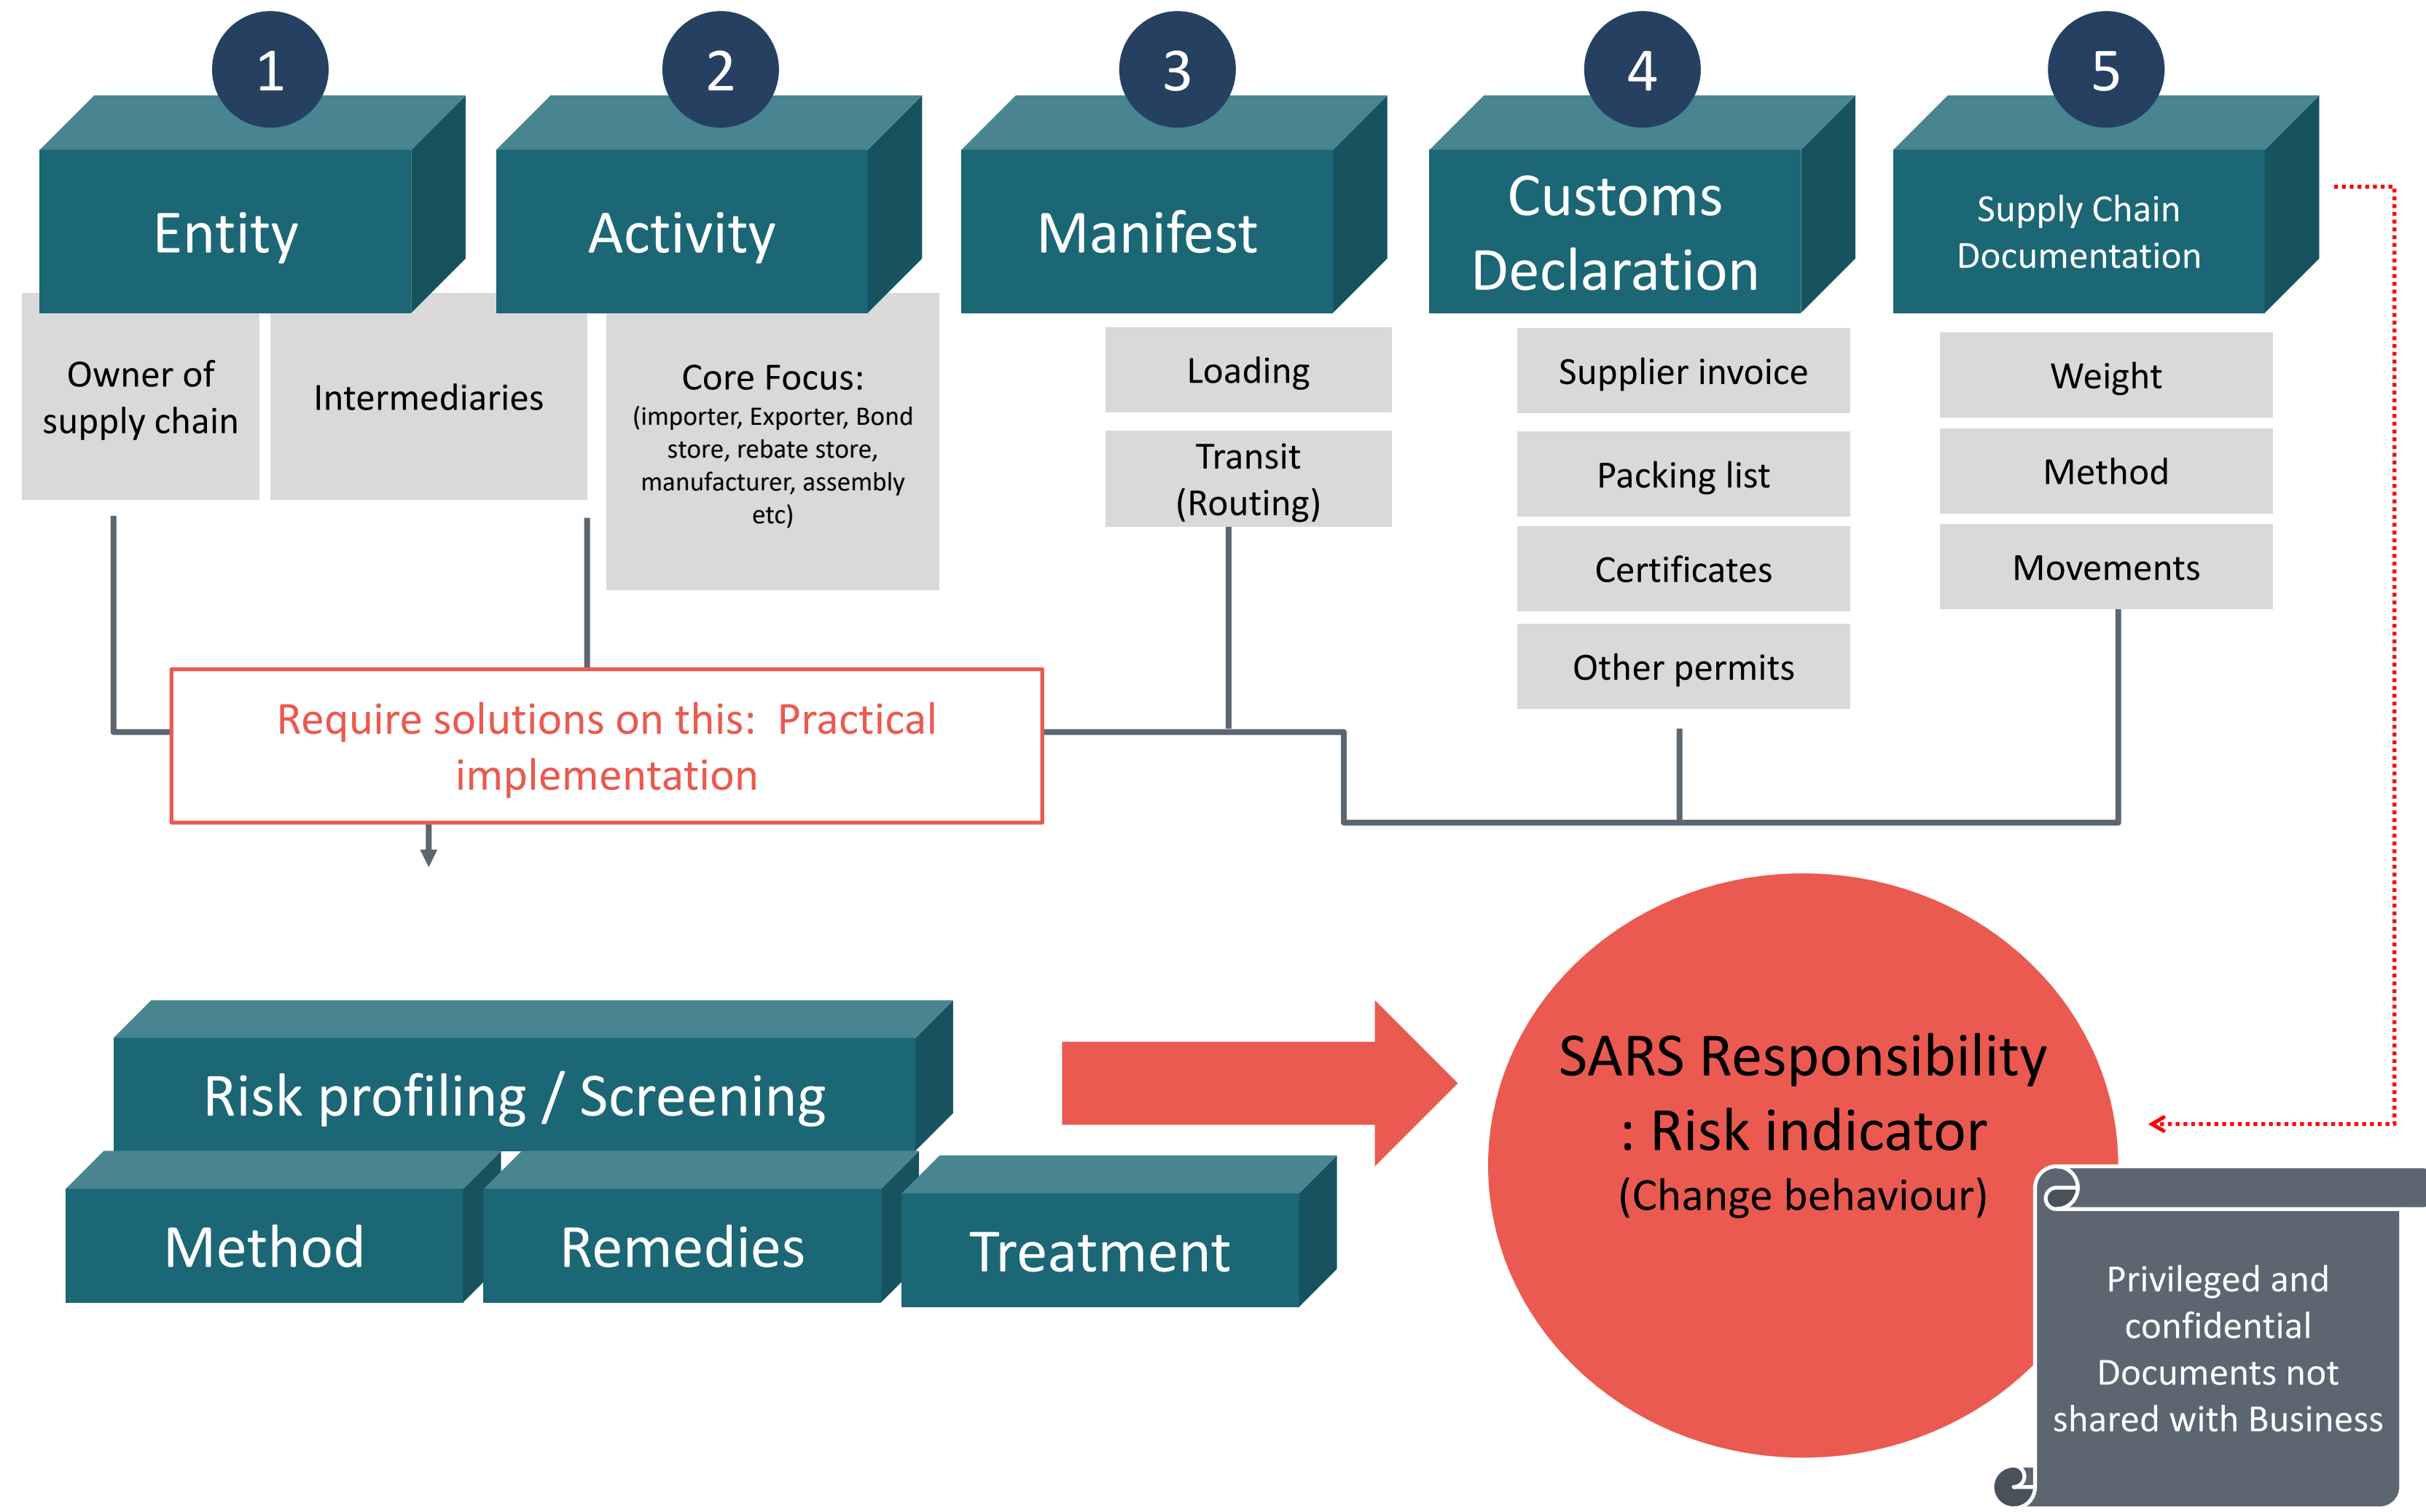 1
2
3
4
5
Entity
Activity
Manifest
Customs
Declaration
Supply Chain
Documentation
Owner of
supply chain
Intermediaries
Core Focus:
(importer, Exporter, Bond
store, rebate store,
manufacturer, assembly
etc)
Loading
Transit
(Routing)
Supplier invoice
Packing list
Certificates
Other permits
Weight
Method
Movements
Require solutions on this:  Practical
implementation
Risk profiling / Screening
Method
Remedies
Treatment
SARS Responsibility
: Risk indicator
(Change behaviour)
Privileged and
confidential
Documents not
shared with Business